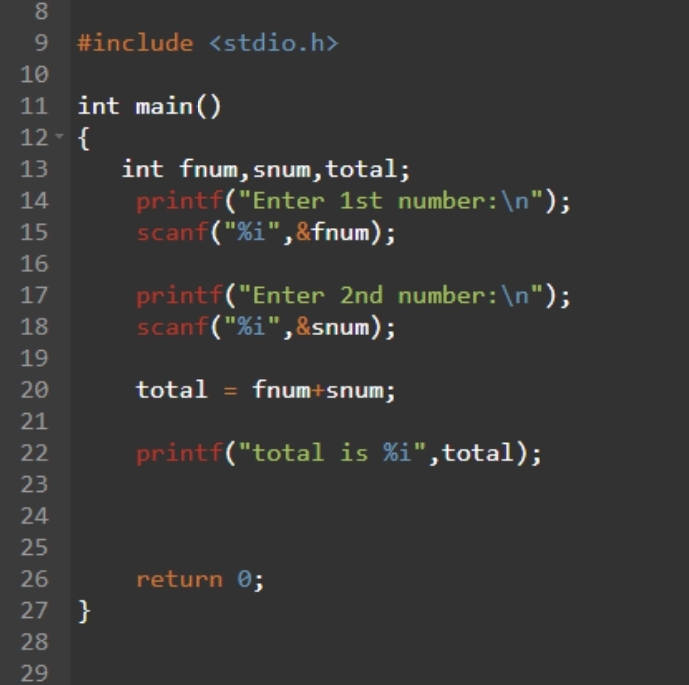 8
9 #include <stdio.h>
10
11 int main()
12 {
13 int fnum,snum,total;
14 printf("Enter 1st number:\n");
15 scanf("%i",&fnum);
16
17 printf("Enter 2nd number:\n");
18 scanf("%i",&snum);
19
20 total = fnum+snum;
21
22 printf("total is %i",total);
23
24
25
26 return 0;
27 }
28
29